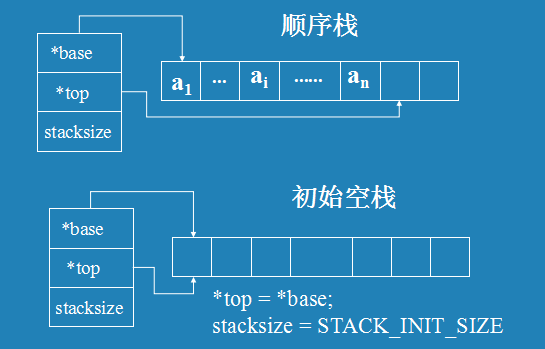 顺序栈
*base
*top
stacksize
a1 ... ai ...... an
初始空栈
*base
*top
stacksize
*top = *base;
stacksize = STACK_INIT_SIZE